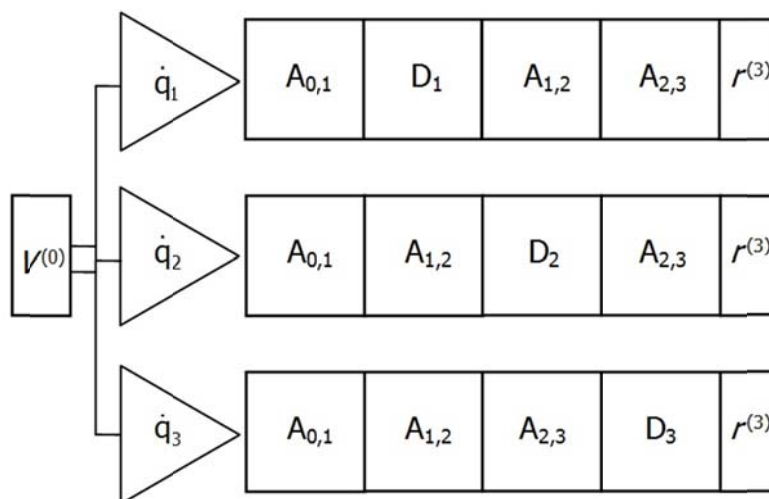 q̇₁ A₀,₁ D₁ A₁,₂ A₂,₃ r⁽³⁾
V⁽⁰⁾ q̇₂ A₀,₁ A₁,₂ D₂ A₂,₃ r⁽³⁾
q̇₃ A₀,₁ A₁,₂ A₂,₃ D₃ r⁽³⁾